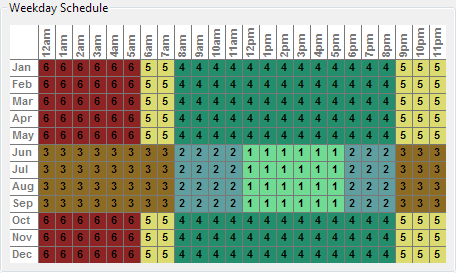 Weekday Schedule
12am 1am 2am 3am 4am 5am 6am 7am 8am 9am 10am 11am 12pm 1pm 2pm 3pm 4pm 5pm 6pm 7pm 8pm 9pm 10pm 11pm
Jan 6 6 6 6 6 6 5 5 4 4 4 4 4 4 4 4 4 4 4 4 4 5 5 5
Feb 6 6 6 6 6 6 5 5 4 4 4 4 4 4 4 4 4 4 4 4 4 5 5 5
Mar 6 6 6 6 6 6 5 5 4 4 4 4 4 4 4 4 4 4 4 4 4 5 5 5
Apr 6 6 6 6 6 6 5 5 4 4 4 4 4 4 4 4 4 4 4 4 4 5 5 5
May 6 6 6 6 6 6 5 5 4 4 4 4 4 4 4 4 4 4 4 4 4 5 5 5
Jun 3 3 3 3 3 3 3 3 2 2 2 2 1 1 1 1 1 1 2 2 2 3 3 3
Jul 3 3 3 3 3 3 3 3 2 2 2 2 1 1 1 1 1 1 2 2 2 3 3 3
Aug 3 3 3 3 3 3 3 3 2 2 2 2 1 1 1 1 1 1 2 2 2 3 3 3
Sep 3 3 3 3 3 3 3 3 2 2 2 2 1 1 1 1 1 1 2 2 2 3 3 3
Oct 6 6 6 6 6 6 5 5 4 4 4 4 4 4 4 4 4 4 4 4 4 5 5 5
Nov 6 6 6 6 6 6 5 5 4 4 4 4 4 4 4 4 4 4 4 4 4 5 5 5
Dec 6 6 6 6 6 6 5 5 4 4 4 4 4 4 4 4 4 4 4 4 4 5 5 5